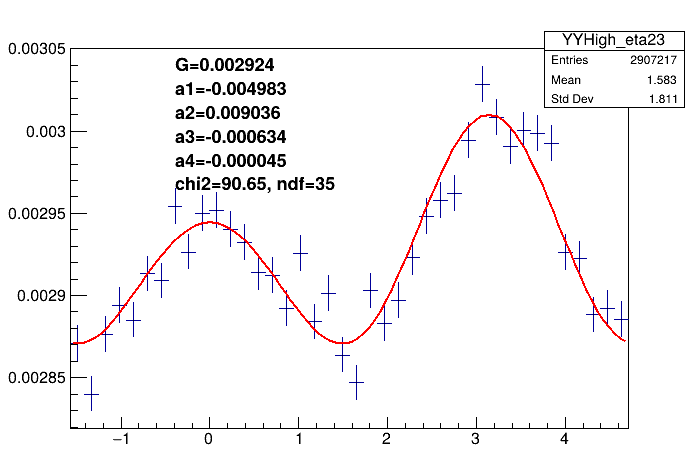 YYHigh_eta23
Entries 2907217
Mean 1.583
Std Dev 1.811
G=0.002924
a1=-0.004983
a2=0.009036
a3=-0.000634
a4=-0.000045
chi2=90.65, ndf=35
0.00305
0.003
0.00295
0.0029
0.00285
−1 0 1 2 3 4